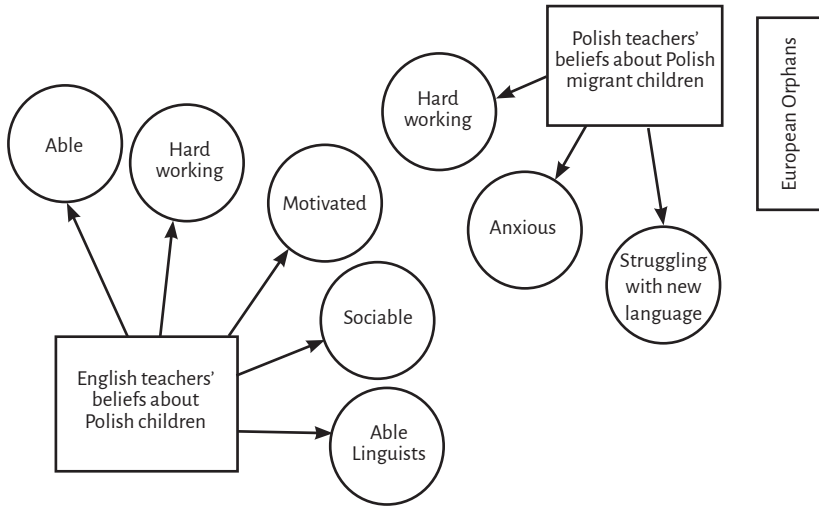 Polish teachers’
beliefs about Polish
migrant children
European Orphans
Hard
working
Able
Hard
working
Motivated
Anxious
Struggling
with new
language
Sociable
English teachers’
beliefs about
Polish children
Able
Linguists